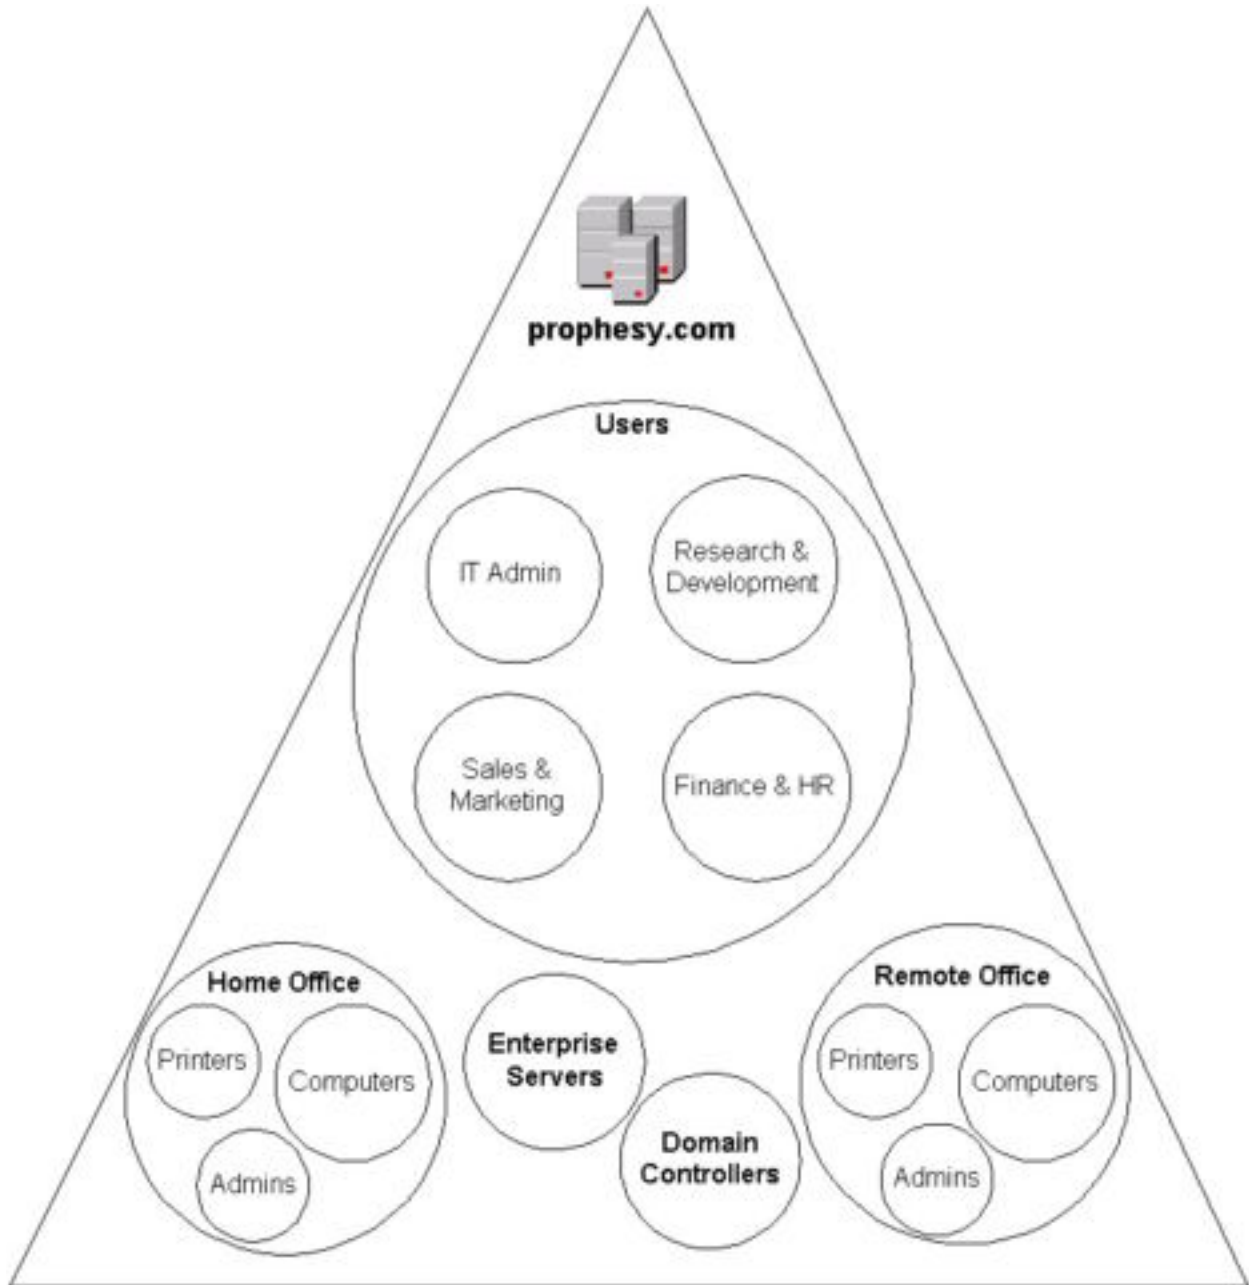 prophesy.com
Users
IT Admin
Research &
Development
Sales &
Marketing
Finance & HR
Home Office
Printers
Computers
Admins
Enterprise
Servers
Domain
Controllers
Remote Office
Printers
Computers
Admins